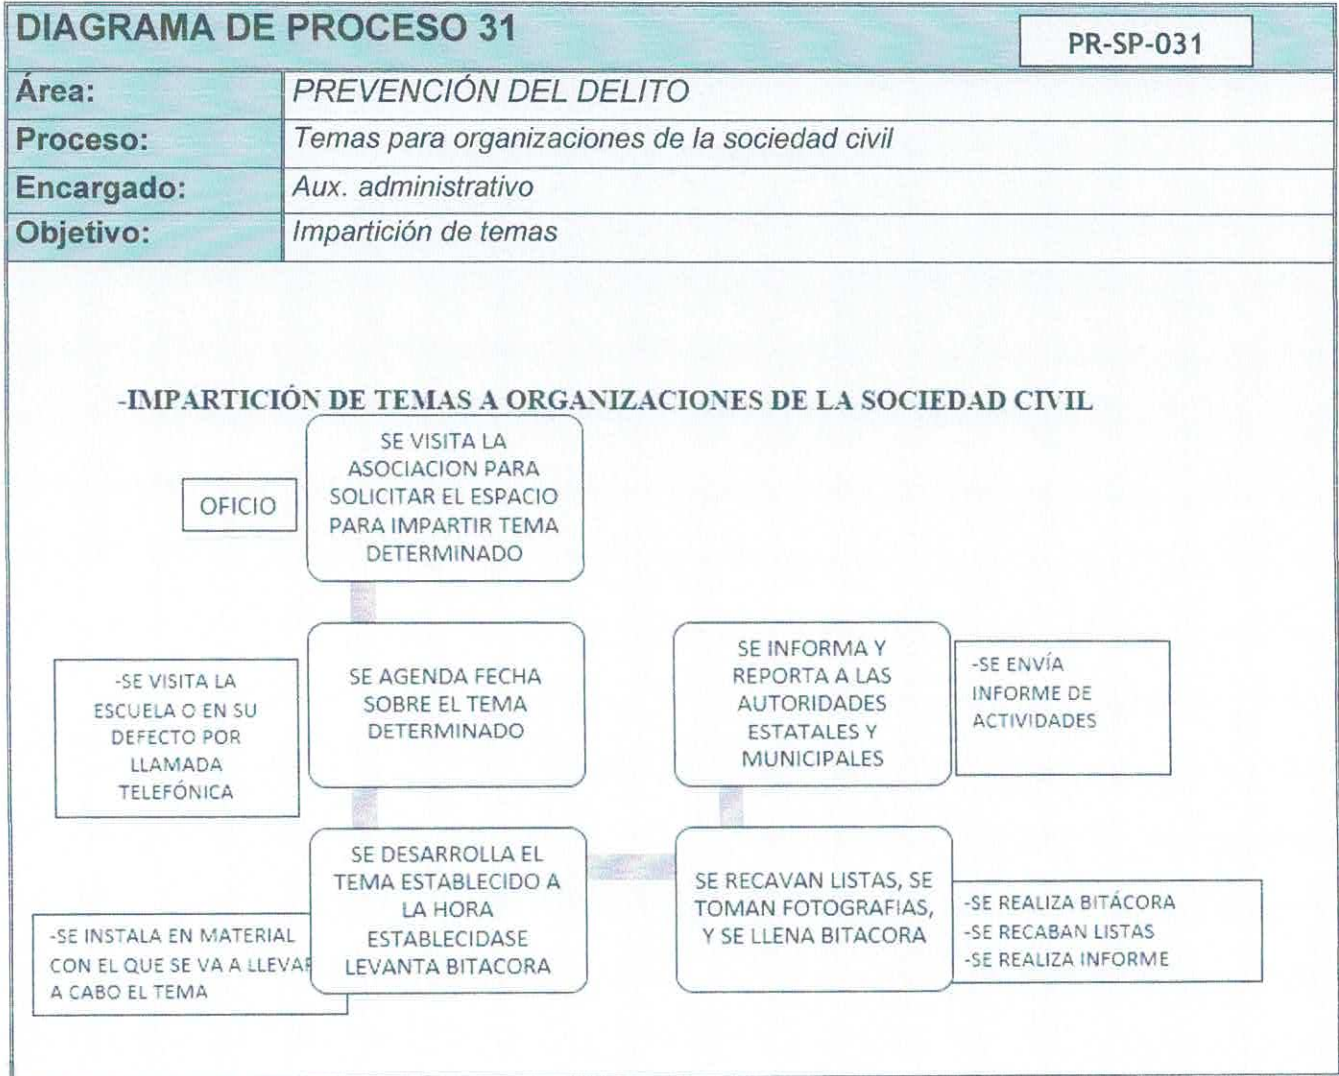 DIAGRAMA DE PROCESO 31
PR-SP-031
Área: PREVENCIÓN DEL DELITO
Proceso: Temas para organizaciones de la sociedad civil
Encargado: Aux. administrativo
Objetivo: Impartición de temas
-IMPARTICIÓN DE TEMAS A ORGANIZACIONES DE LA SOCIEDAD CIVIL
OFICIO
SE VISITA LA
ASOCIACION PARA
SOLICITAR EL ESPACIO
PARA IMPARTIR TEMA
DETERMINADO
-SE VISITA LA
ESCUELA O EN SU
DEFECTO POR
LLAMADA
TELEFÓNICA
SE AGENDA FECHA
SOBRE EL TEMA
DETERMINADO
-SE INSTALA EN MATERIAL
CON EL QUE SE VA A LLEVAR
A CABO EL TEMA
SE DESARROLLA EL
TEMA ESTABLECIDO A
LA HORA
ESTABLECIDASE
LEVANTA BITACORA
SE RECAVAN LISTAS, SE
TOMAN FOTOGRAFIAS,
Y SE LLENA BITACORA
-SE REALIZA BITÁCORA
-SE RECABAN LISTAS
-SE REALIZA INFORME
SE INFORMA Y
REPORTA A LAS
AUTORIDADES
ESTATALES Y
MUNICIPALES
-SE ENVÍA
INFORME DE
ACTIVIDADES